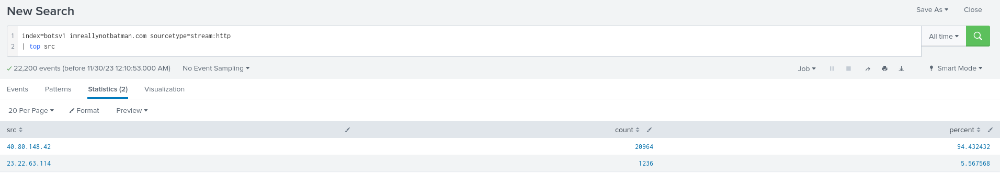 New Search
Save As
Close
1 index=botsv1 imreallynotbatman.com sourcetype=stream:http
2 | top src
All time
22,200 events (before 11/30/23 12:10:53.000 AM)
No Event Sampling
Job
Smart Mode
Events
Patterns
Statistics (2)
Visualization
20 Per Page
Format
Preview
src count percent
40.80.148.42 20964 94.432432
23.22.63.114 1236 5.567568